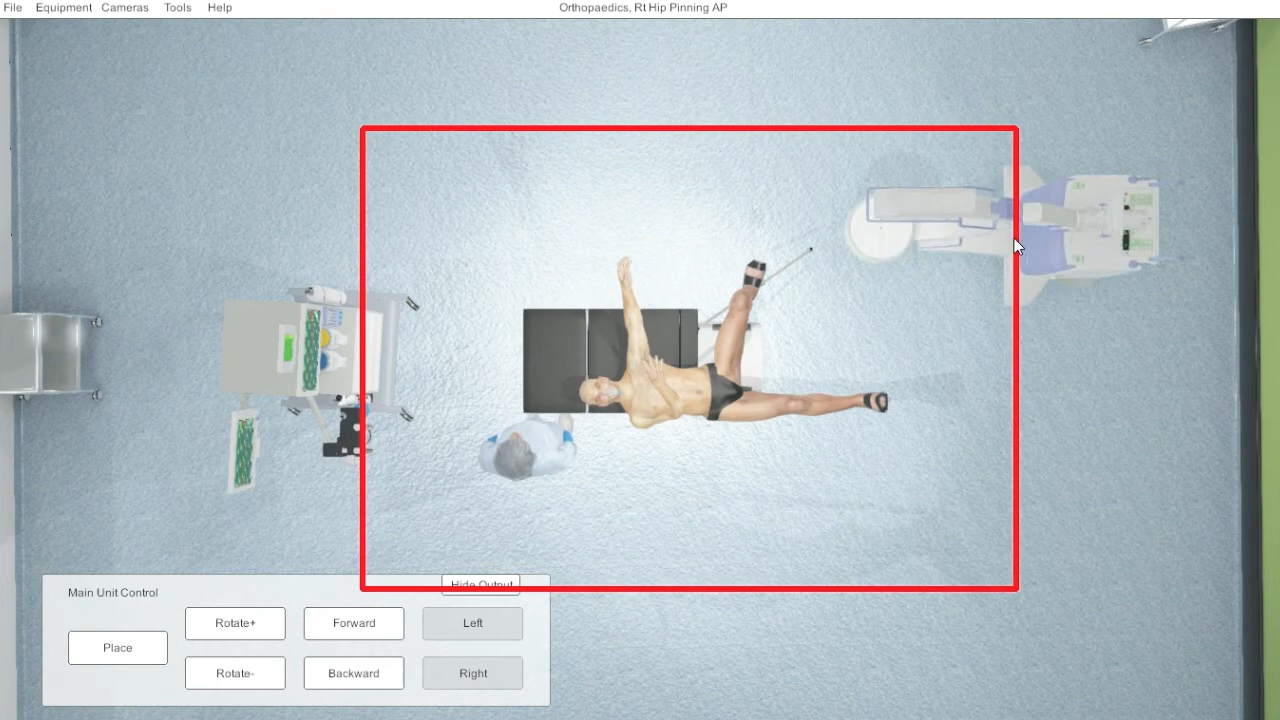 File Equipment Cameras Tools Help Orthopaedics, Rt Hip Pinning AP
Hide Output
Main Unit Control
Rotate+ Forward Left
Place
Rotate- Backward Right